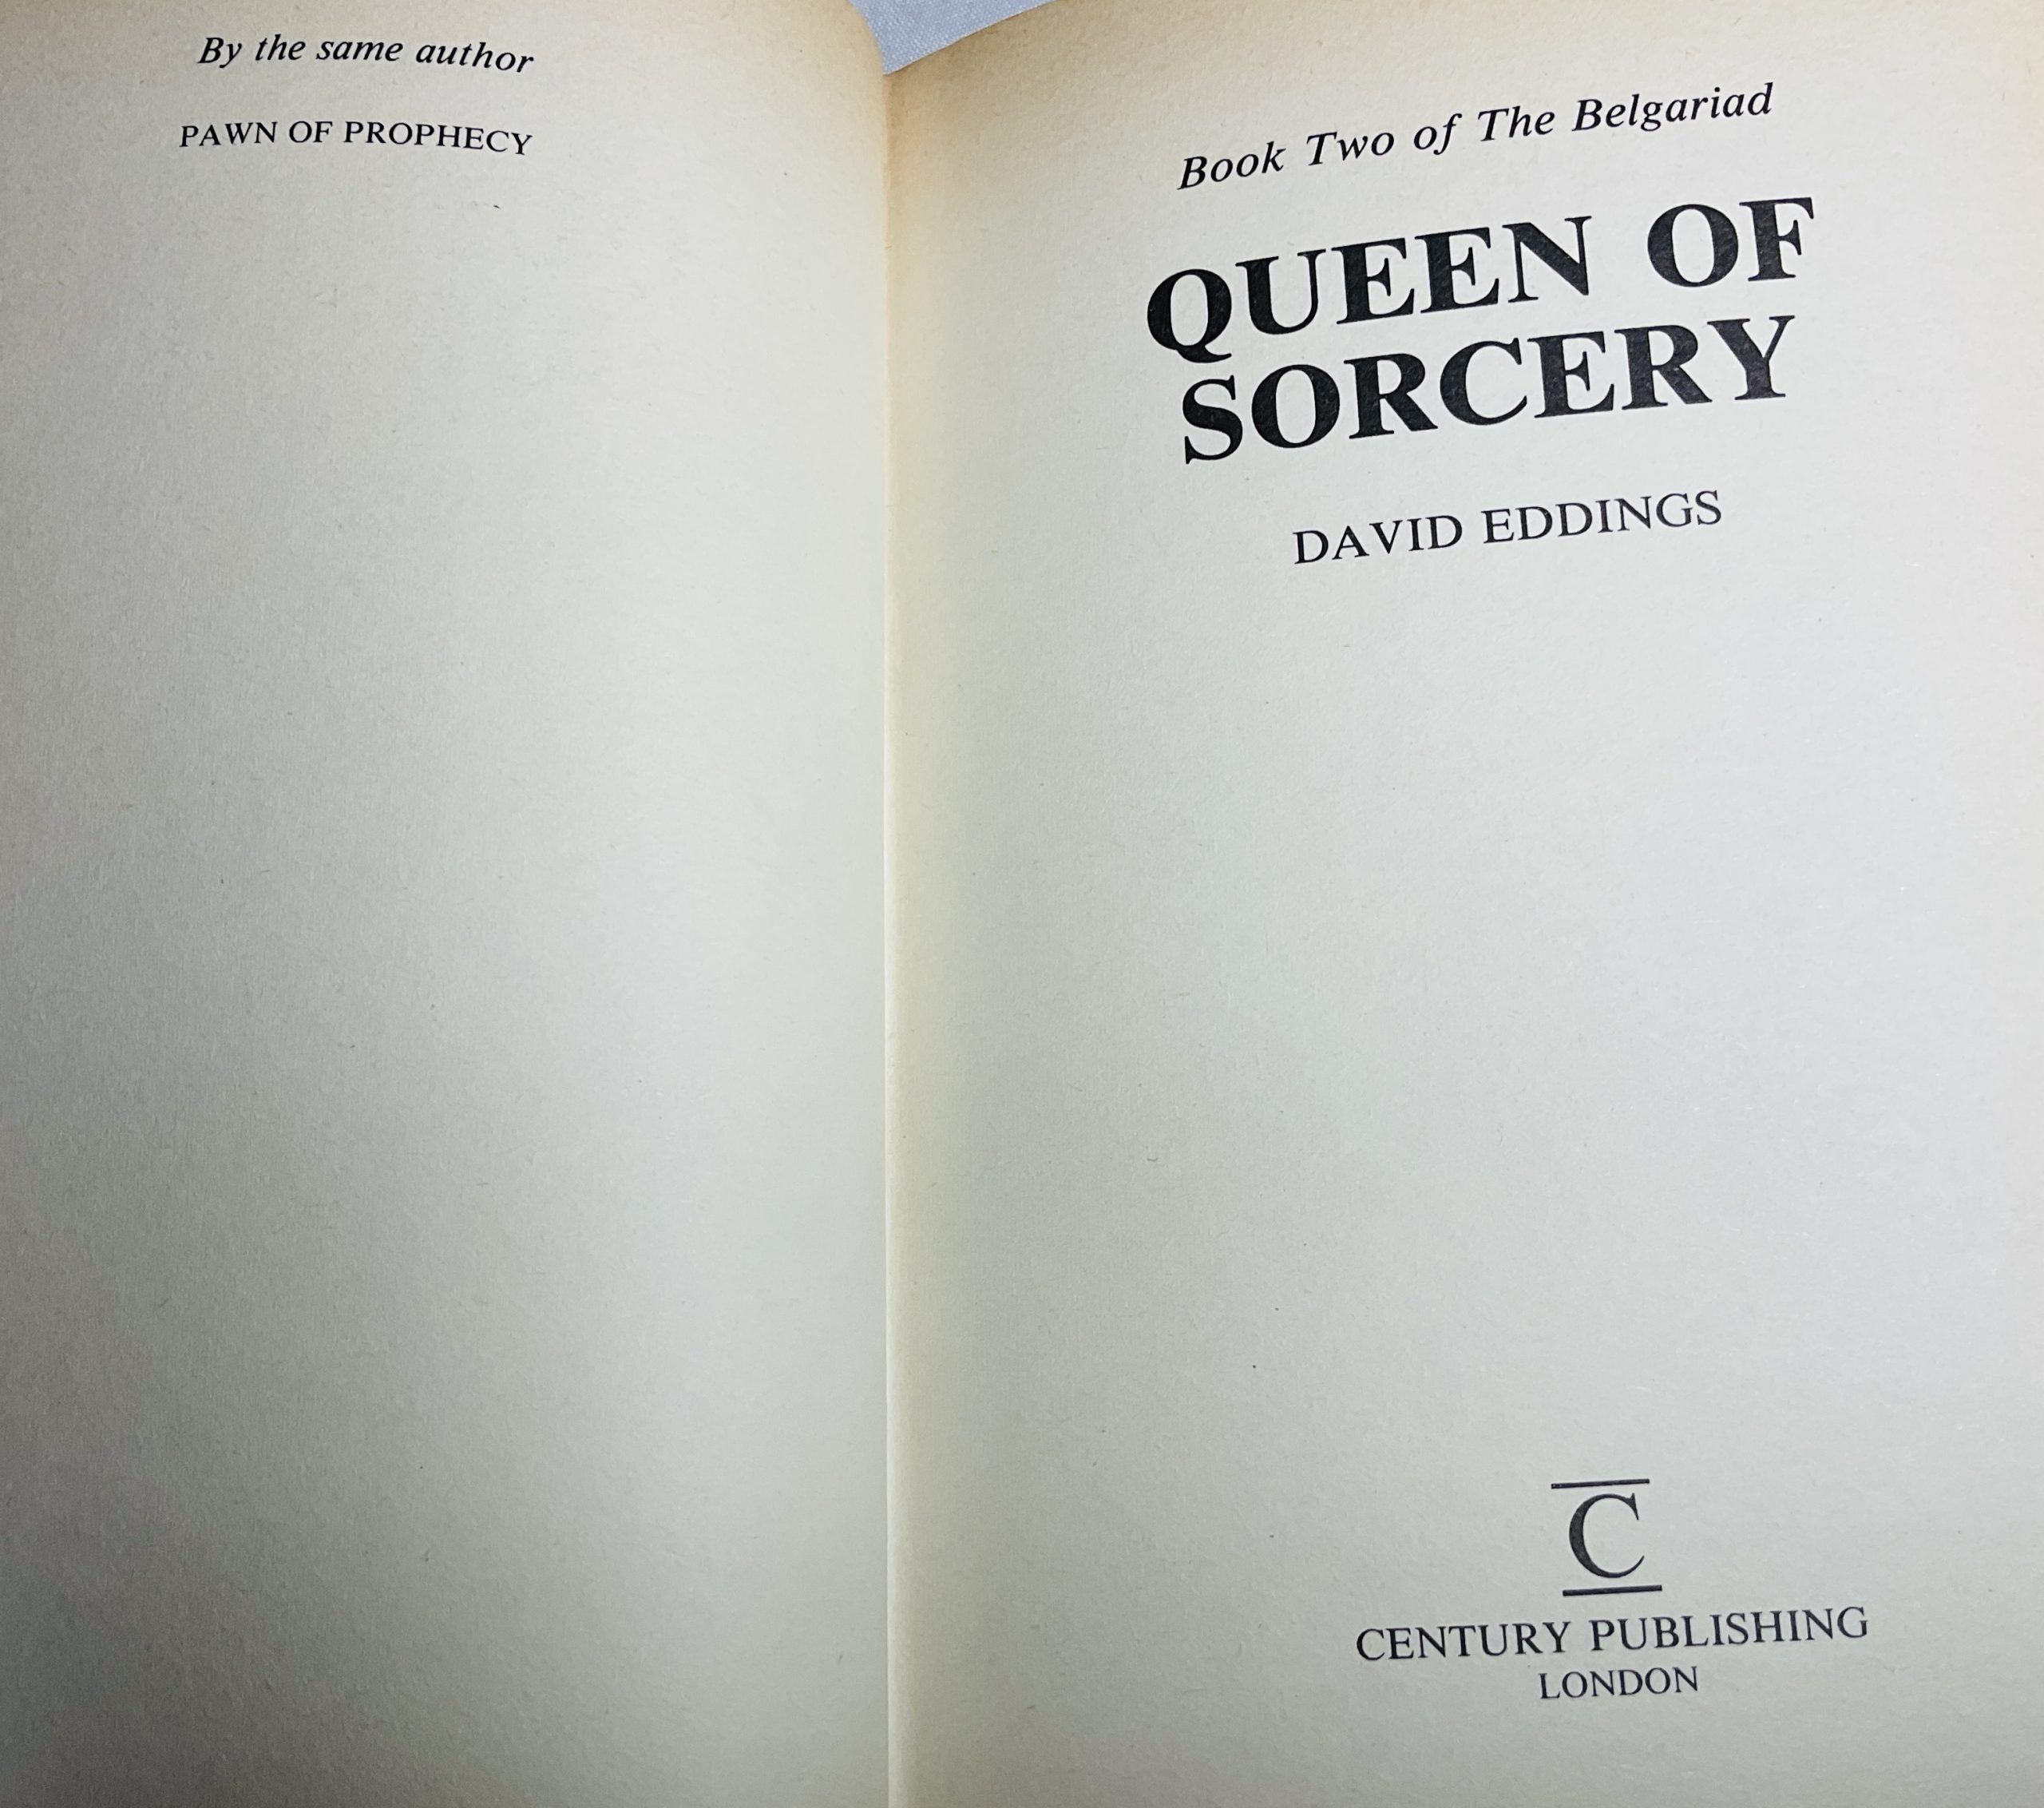 By the same author
PAWN OF PROPHECY
Book Two of The Belgariad
QUEEN OF
SORCERY
DAVID EDDINGS
C
CENTURY PUBLISHING
LONDON